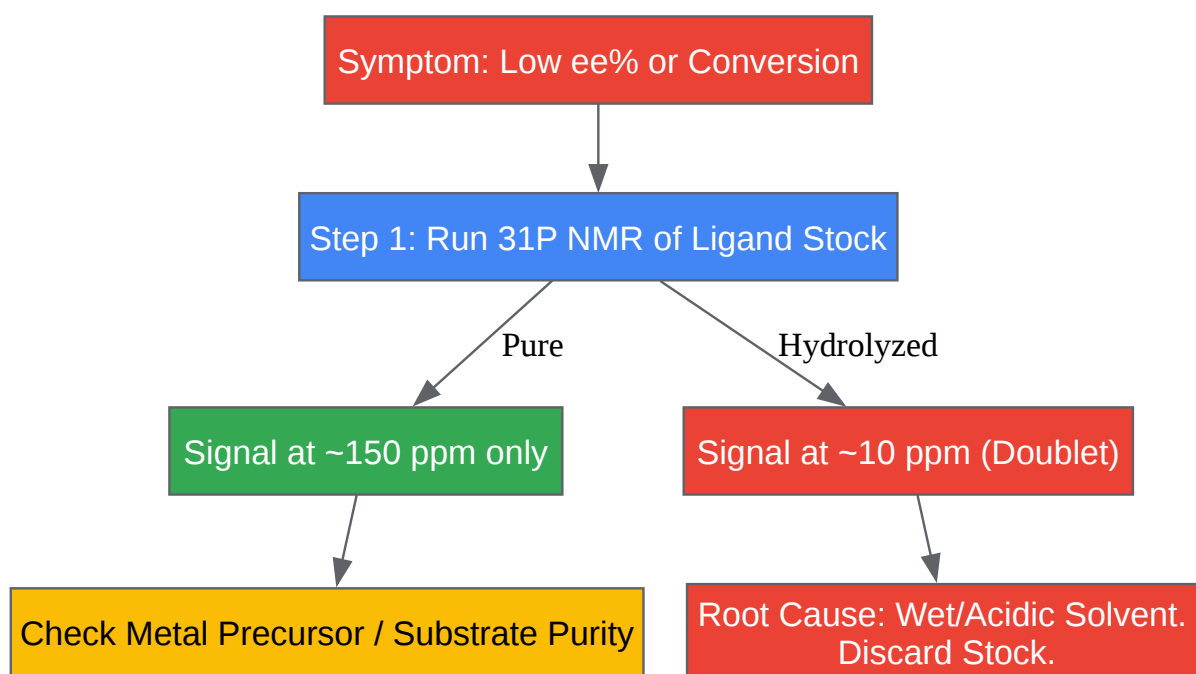 Symptom: Low ee% or Conversion
Step 1: Run 31P NMR of Ligand Stock
Pure
Hydrolyzed
Signal at ~150 ppm only
Signal at ~10 ppm (Doublet)
Check Metal Precursor / Substrate Purity
Root Cause: Wet/Acidic Solvent.
Discard Stock.